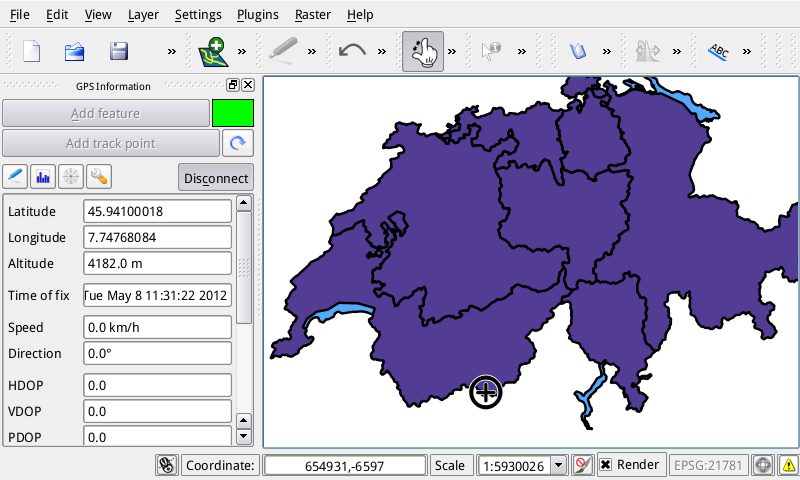 File Edit View Layer Settings Plugins Raster Help
» » » » » » » ABC »
GPS Information
Add feature
Add track point
Disconnect
Latitude 45.94100018
Longitude 7.74768084
Altitude 4182.0 m
Time of fix Tue May 8 11:31:22 2012
Speed 0.0 km/h
Direction 0.0°
HDOP 0.0
VDOP 0.0
PDOP 0.0
Coordinate: 654931,-6597 Scale 1:5930026 Render EPSG:21781